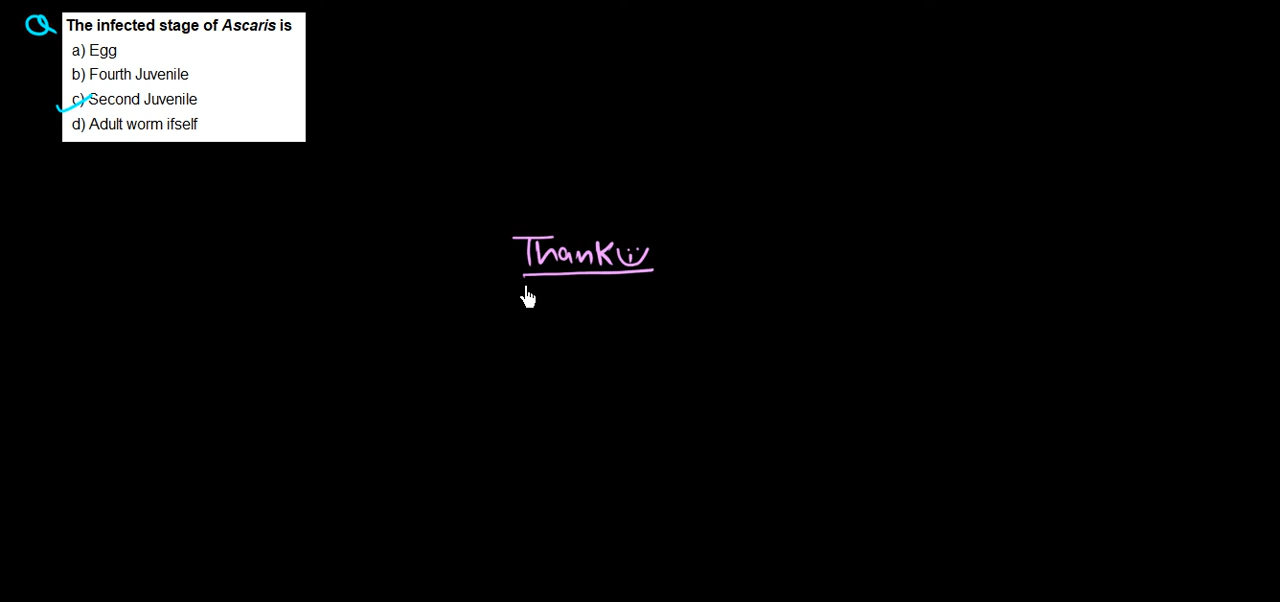 Q The infected stage of Ascaris is
a) Egg
b) Fourth Juvenile
c) Second Juvenile
d) Adult worm ifself
Thank